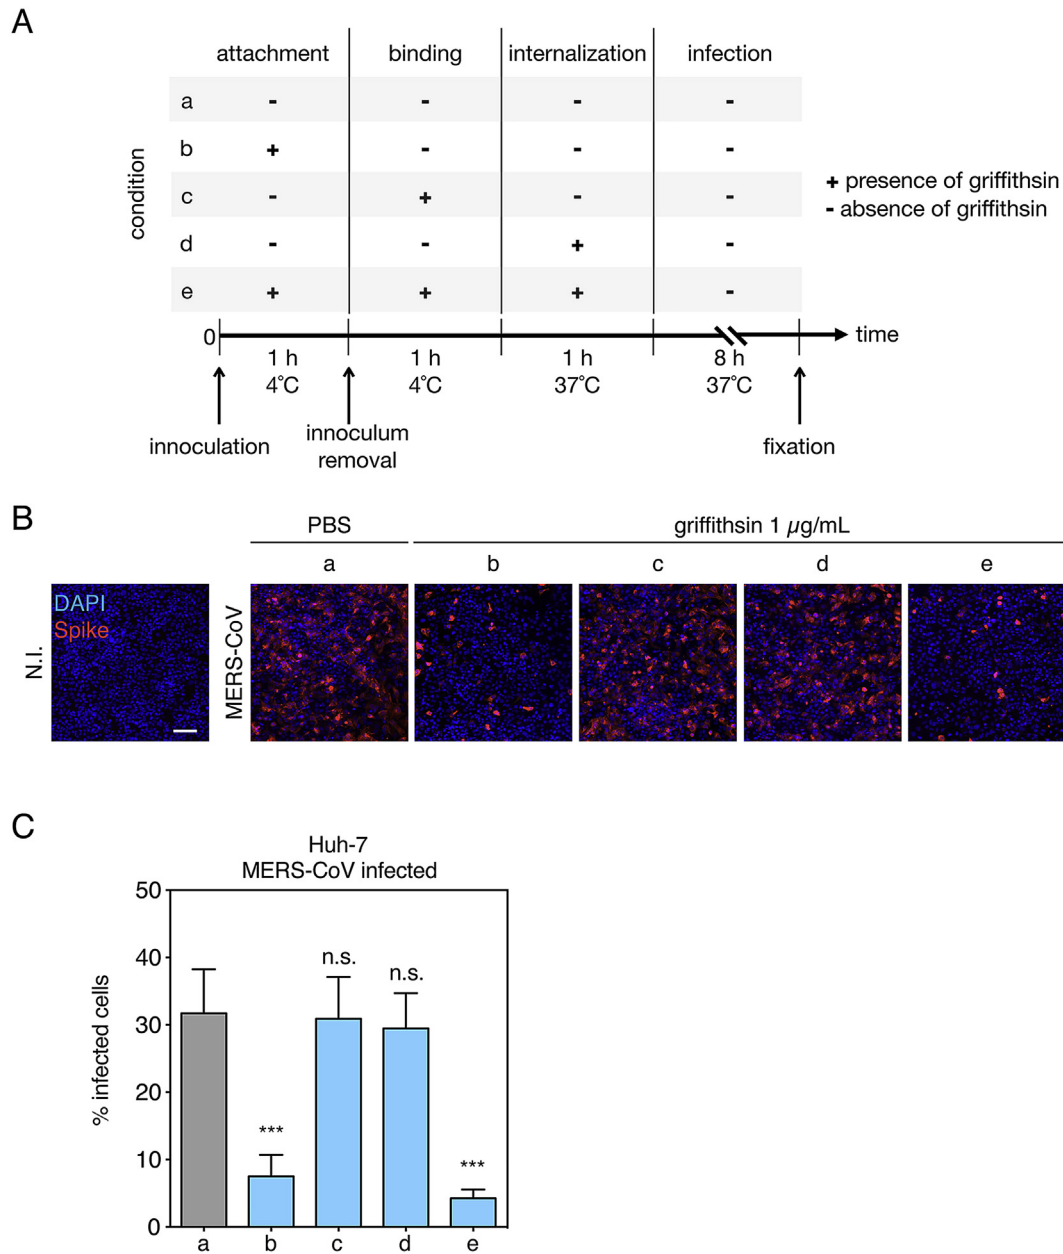 A
attachment binding internalization infection
condition
a - - - -
b + - - -
c - + - -
d - - + -
e + + + -
+ presence of griffithsin
- absence of griffithsin
0
time
1 h 1 h 1 h 8 h
4°C 4°C 37°C 37°C
innoculation
innoculum
removal
fixation
B
PBS griffithsin 1 µg/mL
a b c d e
N.I.
DAPI
Spike
MERS-CoV
C
Huh-7
MERS-CoV infected
% infected cells
50
40
30
20
10
0
***
n.s.
n.s.
***
a b c d e